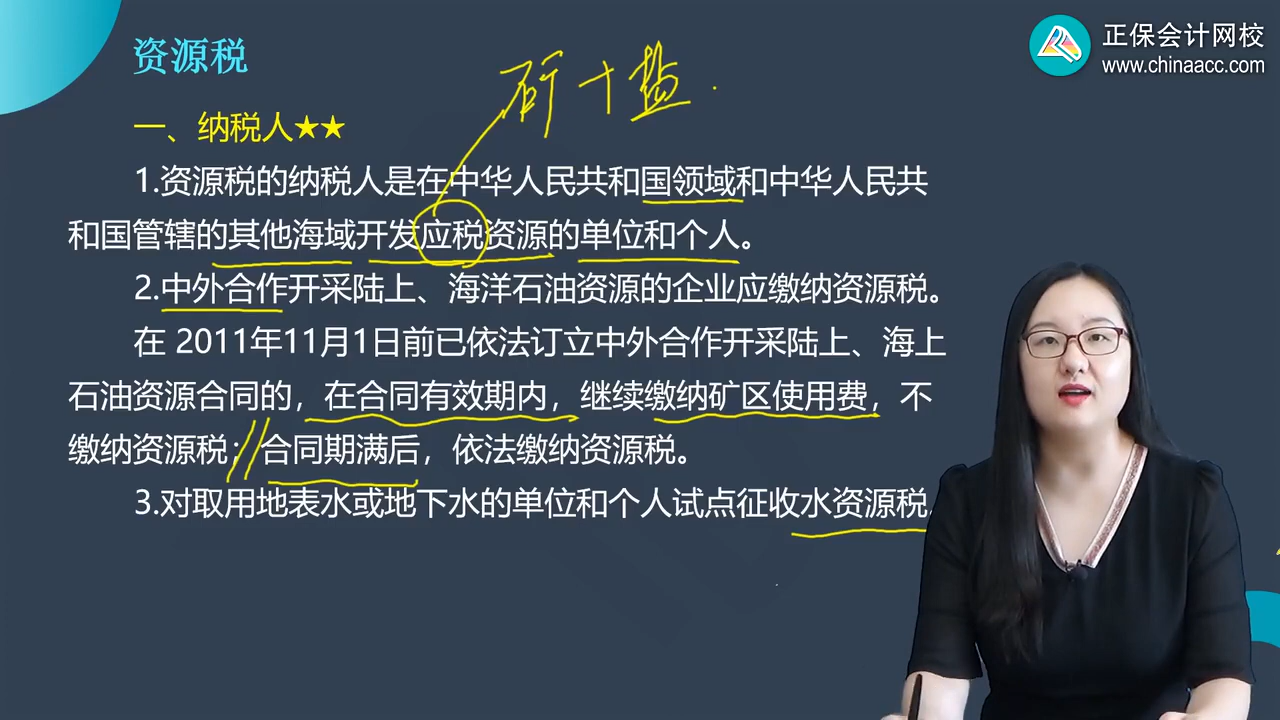 资源税
正保会计网校
www.chinaacc.com
矿+盐.
一、纳税人★★
1.资源税的纳税人是在中华人民共和国领域和中华人民共
和国管辖的其他海域开发应税资源的单位和个人。
2.中外合作开采陆上、海洋石油资源的企业应缴纳资源税。
在 2011年11月1日前已依法订立中外合作开采陆上、海上
石油资源合同的，在合同有效期内，继续缴纳矿区使用费，不
缴纳资源税；合同期满后，依法缴纳资源税。
3.对取用地表水或地下水的单位和个人试点征收水资源税。